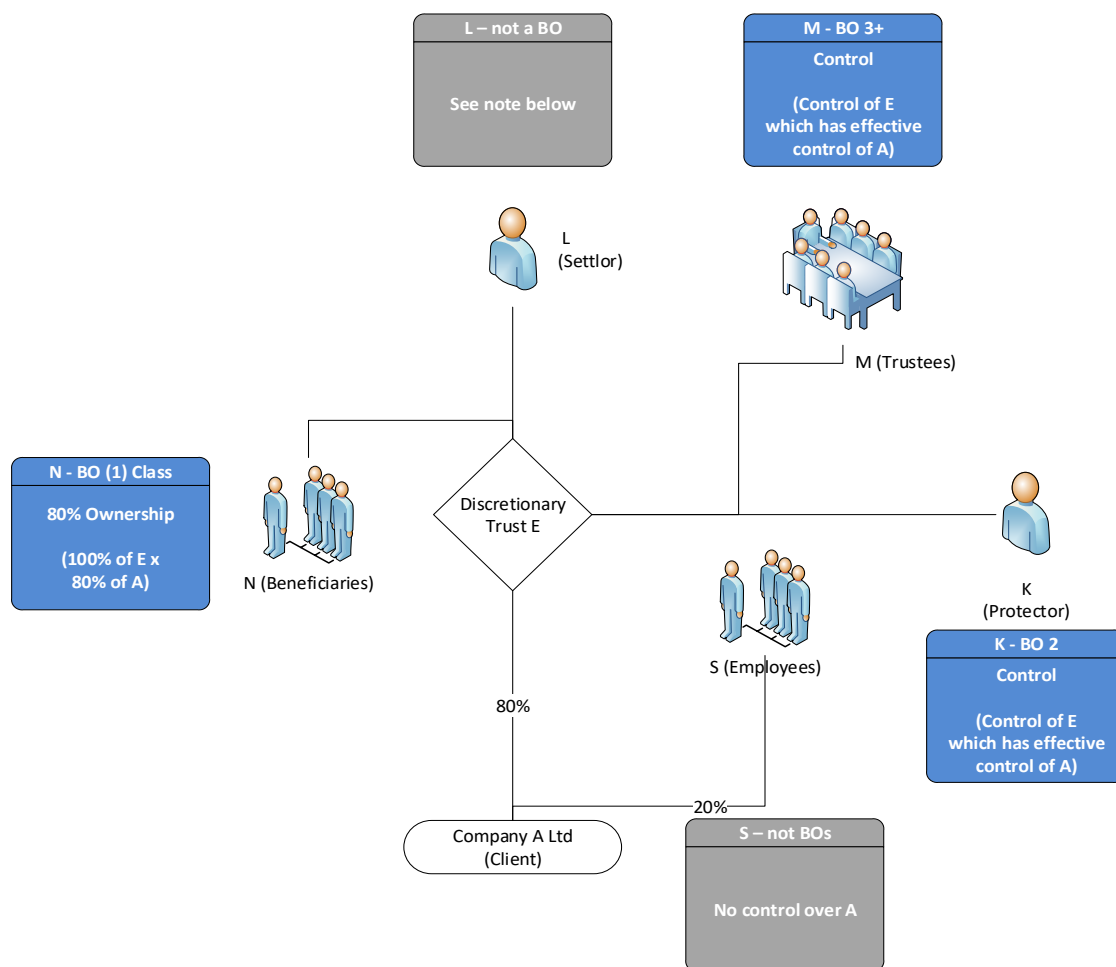 L – not a BO
See note below
M - BO 3+
Control
(Control of E
which has effective
control of A)
L
(Settlor)
M (Trustees)
N - BO (1) Class
80% Ownership
(100% of E x
80% of A)
N (Beneficiaries)
Discretionary
Trust E
K
(Protector)
S (Employees)
K - BO 2
Control
(Control of E
which has effective
control of A)
80%
20%
Company A Ltd
(Client)
S – not BOs
No control over A